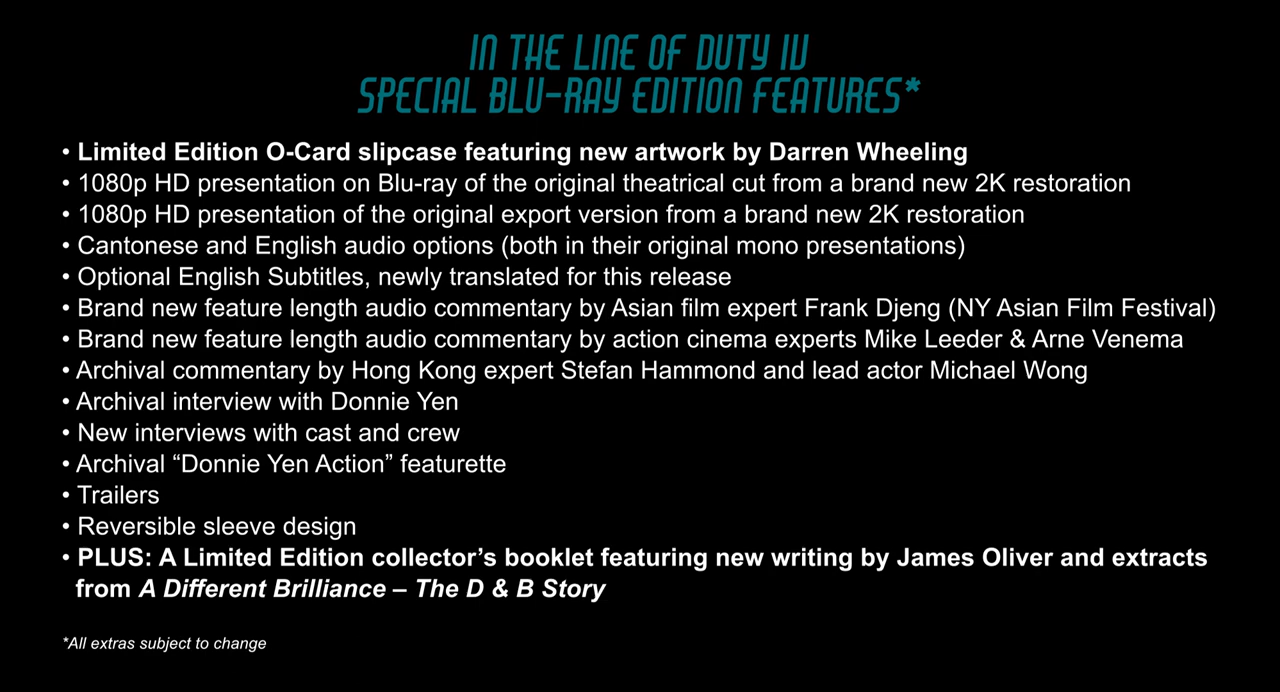 IN THE LINE OF DUTY IV
SPECIAL BLU-RAY EDITION FEATURES*
• Limited Edition O-Card slipcase featuring new artwork by Darren Wheeling
• 1080p HD presentation on Blu-ray of the original theatrical cut from a brand new 2K restoration
• 1080p HD presentation of the original export version from a brand new 2K restoration
• Cantonese and English audio options (both in their original mono presentations)
• Optional English Subtitles, newly translated for this release
• Brand new feature length audio commentary by Asian film expert Frank Djeng (NY Asian Film Festival)
• Brand new feature length audio commentary by action cinema experts Mike Leeder & Arne Venema
• Archival commentary by Hong Kong expert Stefan Hammond and lead actor Michael Wong
• Archival interview with Donnie Yen
• New interviews with cast and crew
• Archival “Donnie Yen Action” featurette
• Trailers
• Reversible sleeve design
• PLUS: A Limited Edition collector’s booklet featuring new writing by James Oliver and extracts
from A Different Brilliance – The D & B Story
*All extras subject to change